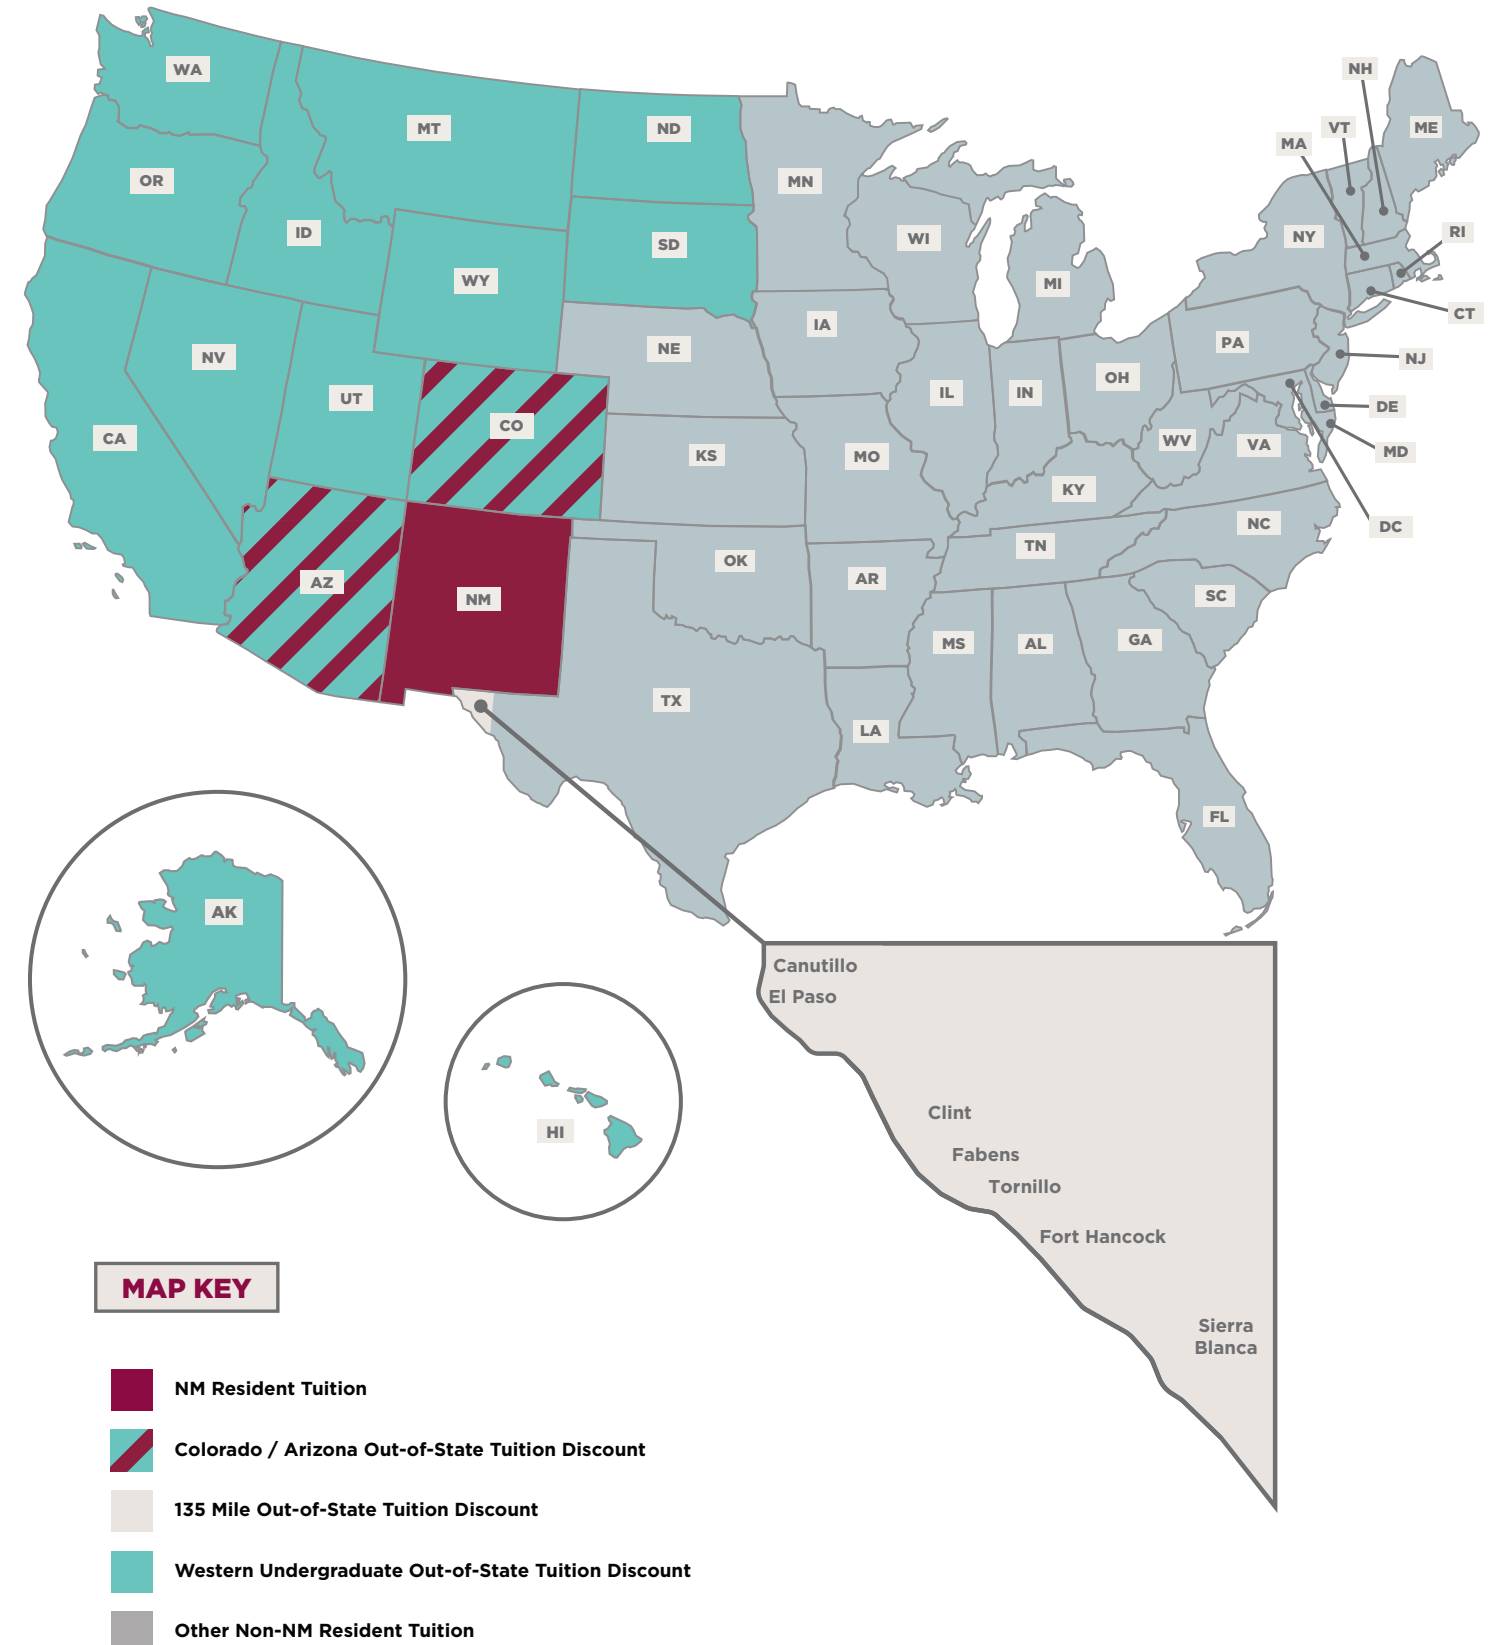 WA
NH
VT
MA
ME
MT
ND
OR
MN
ID
SD
WI
NY
RI
WY
MI
CT
IA
NV
NE
PA
NJ
UT
IL
IN
OH
CO
DE
CA
KS
MO
WV
VA
MD
KY
NC
DC
TN
OK
AZ
AR
NM
SC
MS
AL
GA
TX
LA
FL
AK
HI
Canutillo
El Paso
Clint
Fabens
Tornillo
Fort Hancock
Sierra
Blanca
MAP KEY
NM Resident Tuition
Colorado / Arizona Out-of-State Tuition Discount
135 Mile Out-of-State Tuition Discount
Western Undergraduate Out-of-State Tuition Discount
Other Non-NM Resident Tuition